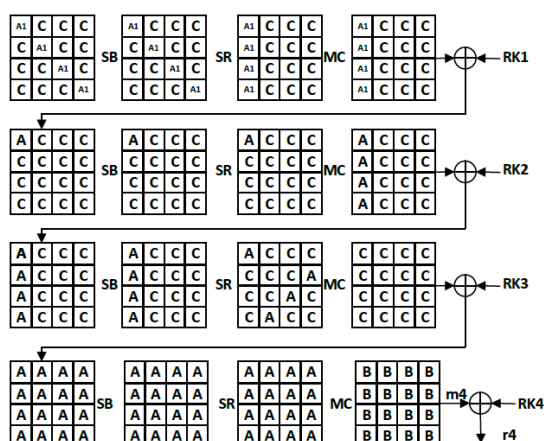 A1 C C C A1 C C C A1 C C C A1 C C C
C A1 C C C A1 C C A1 C C C A1 C C C
SB SR MC RK1
C C A1 C C C A1 C A1 C C C A1 C C C
C C C A1 C C C A1 A1 C C C A1 C C C
A C C C A C C C A C C C A C C C
C C C C C C C C C C C C A C C C
SB SR MC RK2
C C C C C C C C C C C C A C C C
C C C C C C C C C C C C A C C C
A C C C A C C C A C C C C C C C
A C C C A C C C C C C A C C C C
SB SR MC RK3
A C C C A C C C C C A C C C C C
A C C C A C C C C A C C C C C C
A A A A A A A A A A A A B B B B
A A A A A A A A A A A A B B B B
SB SR MC m4 RK4
A A A A A A A A A A A A B B B B
A A A A A A A A A A A A B B B B
r4